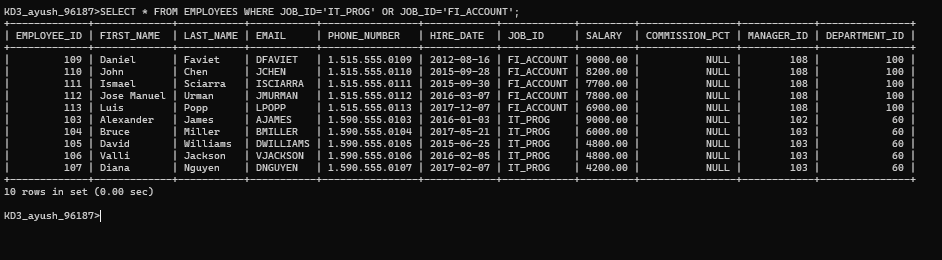 KD3_ayush_96187>SELECT * FROM EMPLOYEES WHERE JOB_ID='IT_PROG' OR JOB_ID='FI_ACCOUNT';
| EMPLOYEE_ID | FIRST_NAME | LAST_NAME | EMAIL | PHONE_NUMBER | HIRE_DATE | JOB_ID | SALARY | COMMISSION_PCT | MANAGER_ID | DEPARTMENT_ID |
| 109 | Daniel | Faviet | DFAVIET | 1.515.555.0109 | 2012-08-16 | FI_ACCOUNT | 9000.00 | NULL | 108 | 100 |
| 110 | John | Chen | JCHEN | 1.515.555.0110 | 2015-09-28 | FI_ACCOUNT | 8200.00 | NULL | 108 | 100 |
| 111 | Ismael | Sciarra | ISCIARRA | 1.515.555.0111 | 2015-09-30 | FI_ACCOUNT | 7700.00 | NULL | 108 | 100 |
| 112 | Jose Manuel | Urman | JMURMAN | 1.515.555.0112 | 2016-03-07 | FI_ACCOUNT | 7800.00 | NULL | 108 | 100 |
| 113 | Luis | Popp | LPOPP | 1.515.555.0113 | 2017-12-07 | FI_ACCOUNT | 6900.00 | NULL | 108 | 100 |
| 103 | Alexander | James | AJAMES | 1.590.555.0103 | 2016-01-03 | IT_PROG | 9000.00 | NULL | 102 | 60 |
| 104 | Bruce | Miller | BMILLER | 1.590.555.0104 | 2017-05-21 | IT_PROG | 6000.00 | NULL | 103 | 60 |
| 105 | David | Williams | DWILLIAMS | 1.590.555.0105 | 2015-06-25 | IT_PROG | 4800.00 | NULL | 103 | 60 |
| 106 | Valli | Jackson | VJACKSON | 1.590.555.0106 | 2016-02-05 | IT_PROG | 4800.00 | NULL | 103 | 60 |
| 107 | Diana | Nguyen | DNGUYEN | 1.590.555.0107 | 2017-02-07 | IT_PROG | 4200.00 | NULL | 103 | 60 |
10 rows in set (0.00 sec)
KD3_ayush_96187>